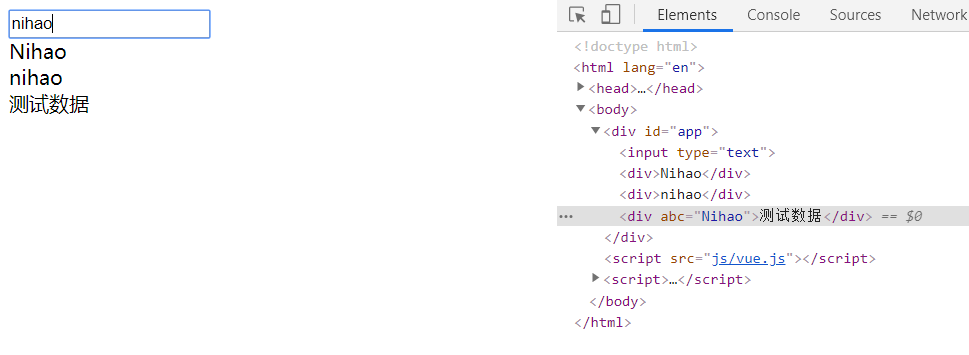 nihao
Nihao
nihao
测试数据
Elements Console Sources Network
<!doctype html>
<html lang="en">
<head>…</head>
<body>
<div id="app">
<input type="text">
<div>Nihao</div>
<div>nihao</div>
<div abc="Nihao">测试数据</div> == $0
</div>
<script src="js/vue.js"></script>
<script>…</script>
</body>
</html>